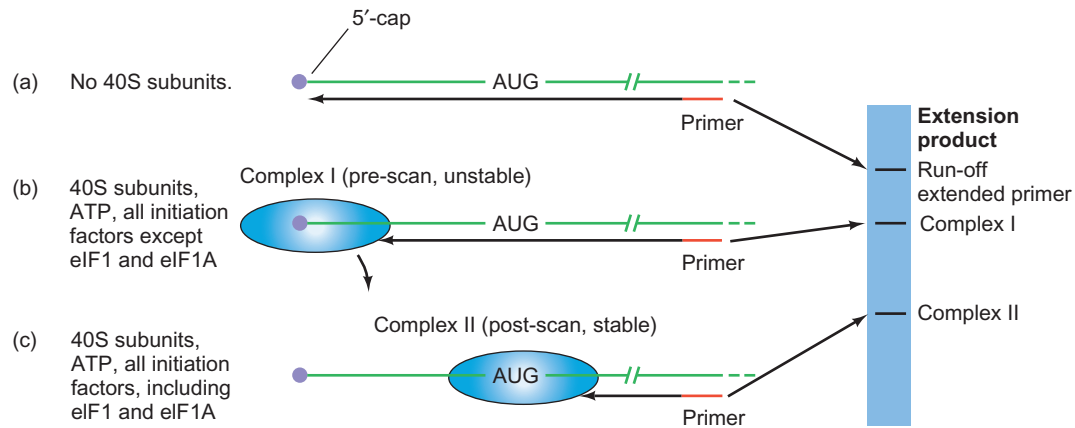 5′-cap
(a) No 40S subunits.
AUG
Primer
Extension
product
Run-off
extended primer
Complex I (pre-scan, unstable)
(b) 40S subunits,
ATP, all initiation
factors except
eIF1 and eIF1A
AUG
Primer
Complex I
Complex II (post-scan, stable)
(c) 40S subunits,
ATP, all initiation
factors, including
eIF1 and eIF1A
AUG
Primer
Complex II